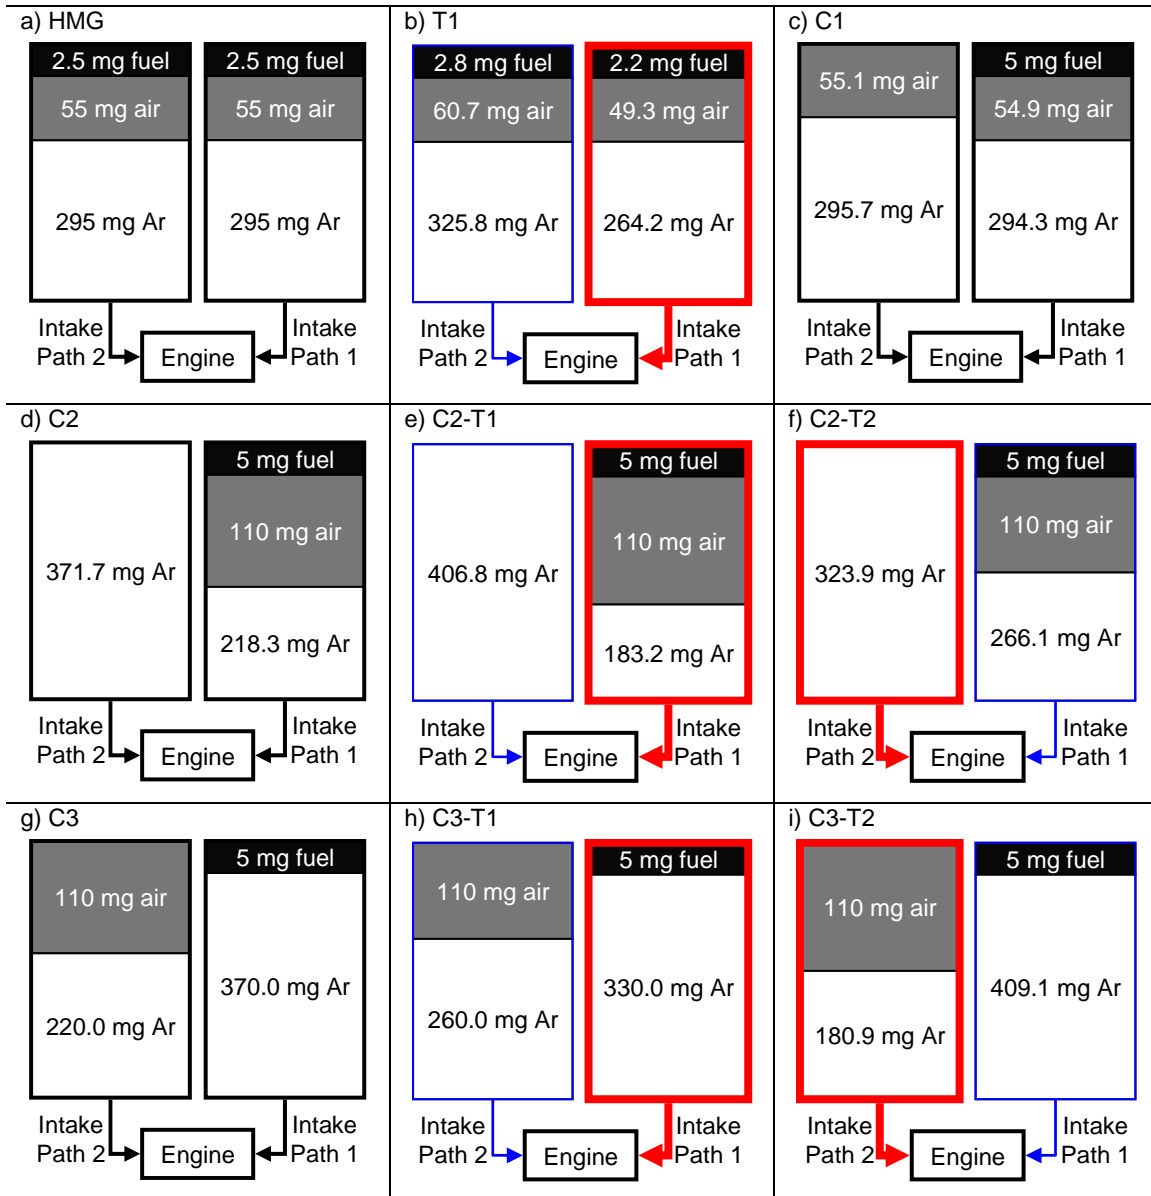 a) HMG
2.5 mg fuel
2.5 mg fuel
55 mg air
55 mg air
295 mg Ar
295 mg Ar
Intake
Path 2
Engine
Intake
Path 1
b) T1
2.8 mg fuel
2.2 mg fuel
60.7 mg air
49.3 mg air
325.8 mg Ar
264.2 mg Ar
Intake
Path 2
Engine
Intake
Path 1
c) C1
55.1 mg air
5 mg fuel
54.9 mg air
295.7 mg Ar
294.3 mg Ar
Intake
Path 2
Engine
Intake
Path 1
d) C2
5 mg fuel
110 mg air
371.7 mg Ar
218.3 mg Ar
Intake
Path 2
Engine
Intake
Path 1
e) C2-T1
5 mg fuel
110 mg air
406.8 mg Ar
183.2 mg Ar
Intake
Path 2
Engine
Intake
Path 1
f) C2-T2
5 mg fuel
110 mg air
323.9 mg Ar
266.1 mg Ar
Intake
Path 2
Engine
Intake
Path 1
g) C3
110 mg air
5 mg fuel
220.0 mg Ar
370.0 mg Ar
Intake
Path 2
Engine
Intake
Path 1
h) C3-T1
110 mg air
5 mg fuel
260.0 mg Ar
330.0 mg Ar
Intake
Path 2
Engine
Intake
Path 1
i) C3-T2
110 mg air
5 mg fuel
180.9 mg Ar
409.1 mg Ar
Intake
Path 2
Engine
Intake
Path 1